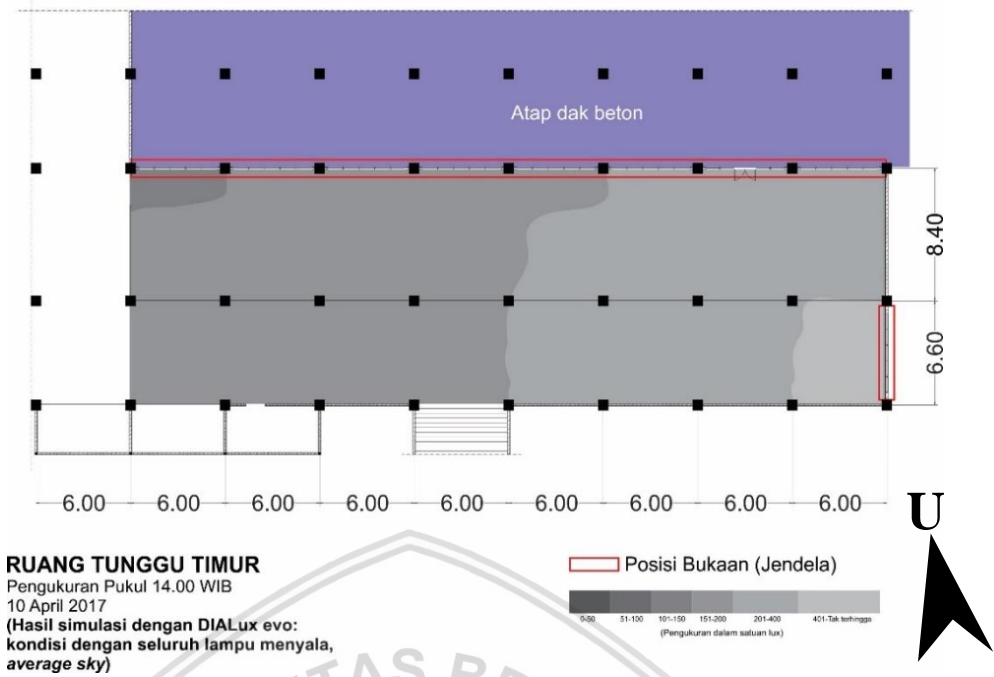 Atap dak beton
8.40
6.60
6.00 6.00 6.00 6.00 6.00 6.00 6.00 6.00 6.00
U
RUANG TUNGGU TIMUR
Pengukuran Pukul 14.00 WIB
10 April 2017
(Hasil simulasi dengan DIALux evo:
kondisi dengan seluruh lampu menyala,
average sky)
Posisi Bukaan (Jendela)
0-50 51-100 101-150 151-200 201-400 401-Tak terhingga
(Pengukuran dalam satuan lux)